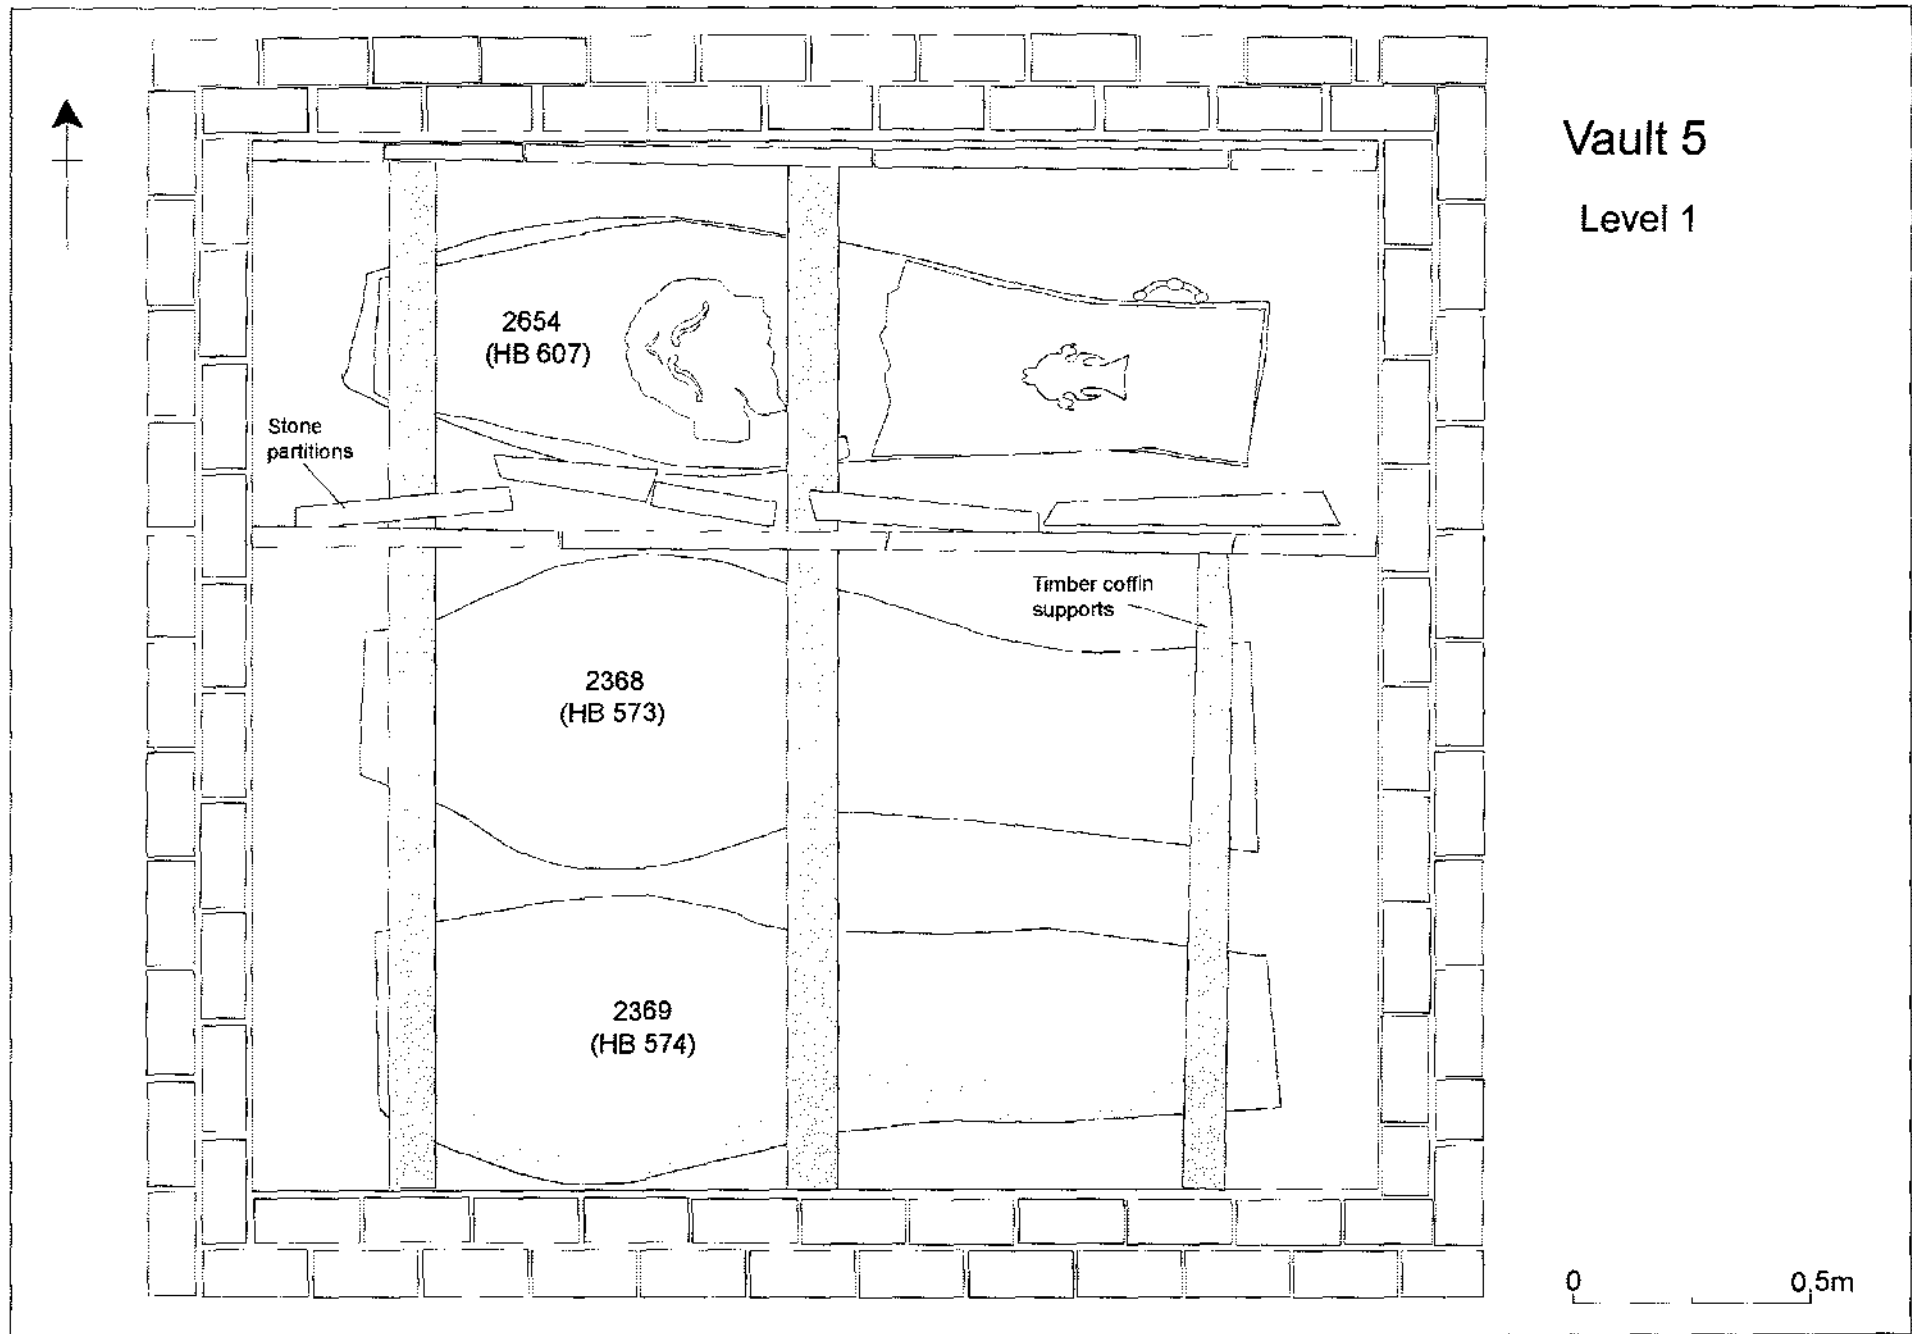 Vault 5
Level 1
2654
(HB 607)
Stone
partitions
Timber coffin
supports
2368
(HB 573)
2369
(HB 574)
0 0.5m